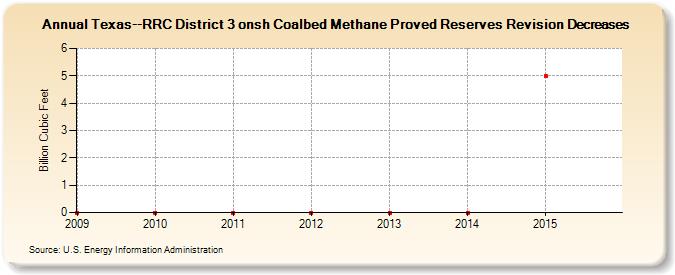 Annual Texas--RRC District 3 onsh Coalbed Methane Proved Reserves Revision Decreases
Billion Cubic Feet
6
5
4
3
2
1
0
2009 2010 2011 2012 2013 2014 2015
Source: U.S. Energy Information Administration